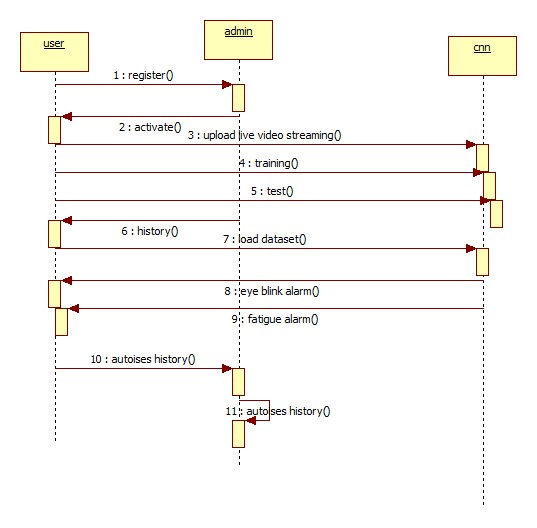 user
admin
cnn
1 : register()
2 : activate()
3 : upload live video streaming()
4 : training()
5 : test()
6 : history()
7 : load dataset()
8 : eye blink alarm()
9 : fatigue alarm()
10 : autoises history()
11 : autoises history()